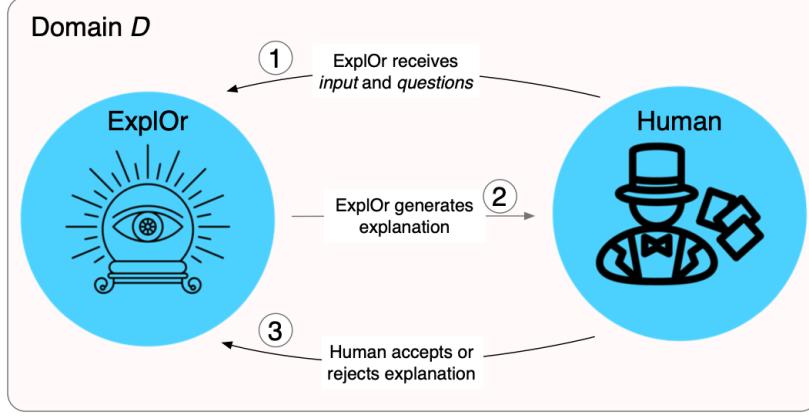 Domain D
1
ExplOr receives
input and questions
ExplOr
Human
ExplOr generates
explanation
2
3
Human accepts or
rejects explanation